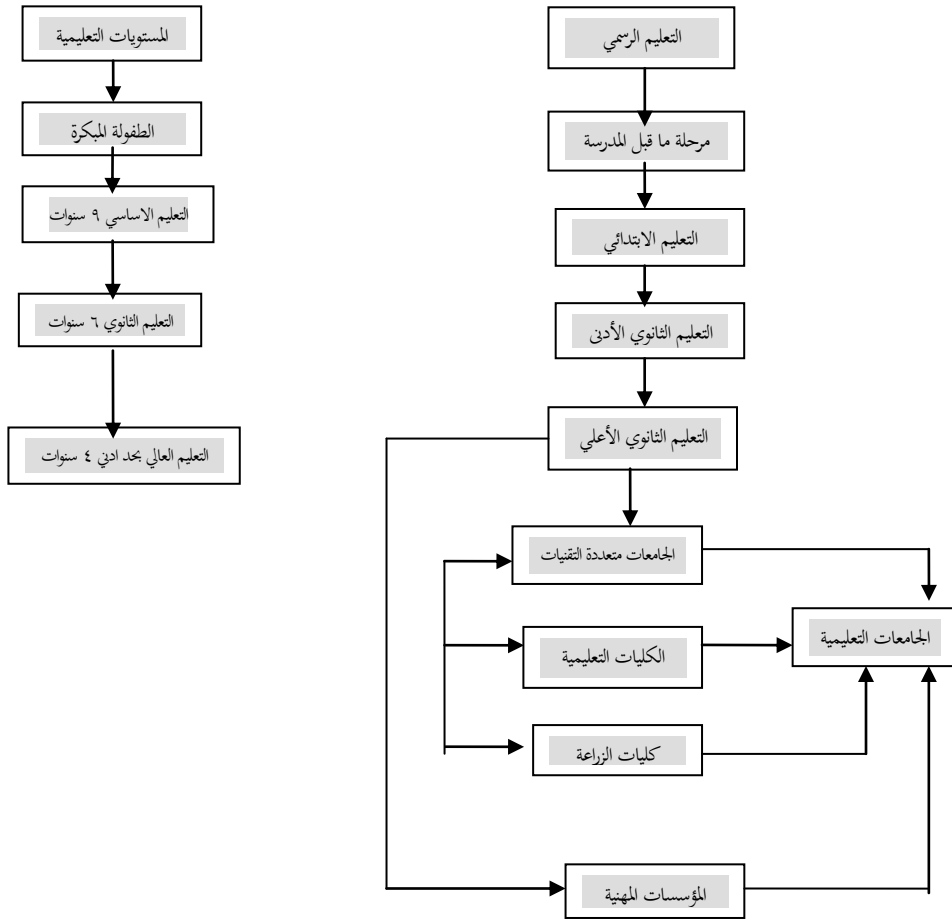 المستويات التعليمية
الطفولة المبكرة
التعليم الاساسي ٩ سنوات
التعليم الثانوي ٦ سنوات
التعليم العالي بحد ادني ٤ سنوات
التعليم الرسمي
مرحلة ما قبل المدرسة
التعليم الابتدائي
التعليم الثانوي الأدنى
التعليم الثانوي الأعلي
الجامعات متعددة التقنيات
الكليات التعليمية
الجامعات التعليمية
كليات الزراعة
المؤسسات المهنية